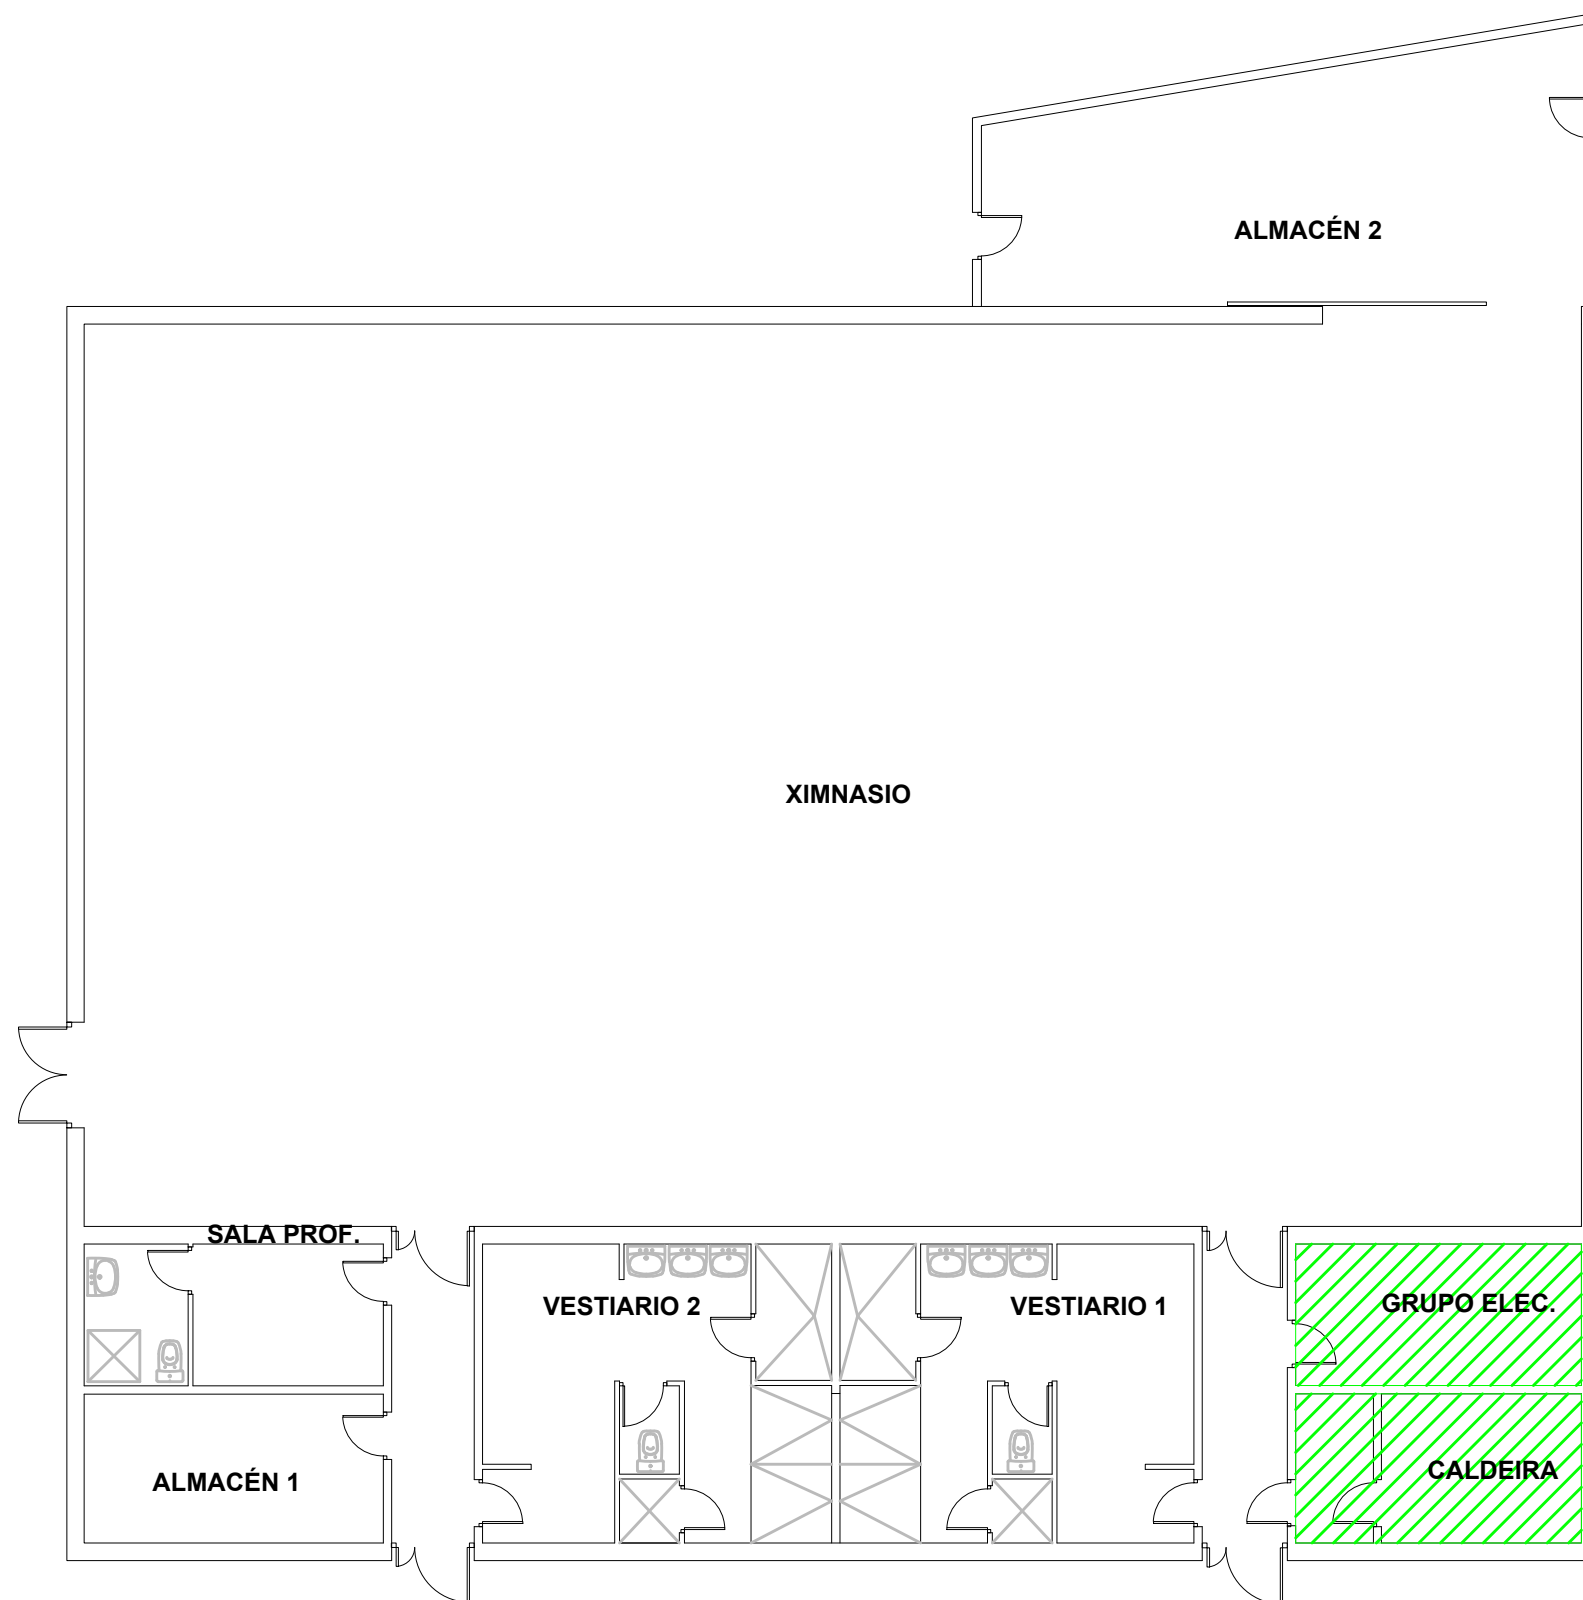 ALMACÉN 2
XIMNASIO
SALA PROF.
VESTIARIO 2
VESTIARIO 1
GRUPO ELEC.
ALMACÉN 1
CALDEIRA